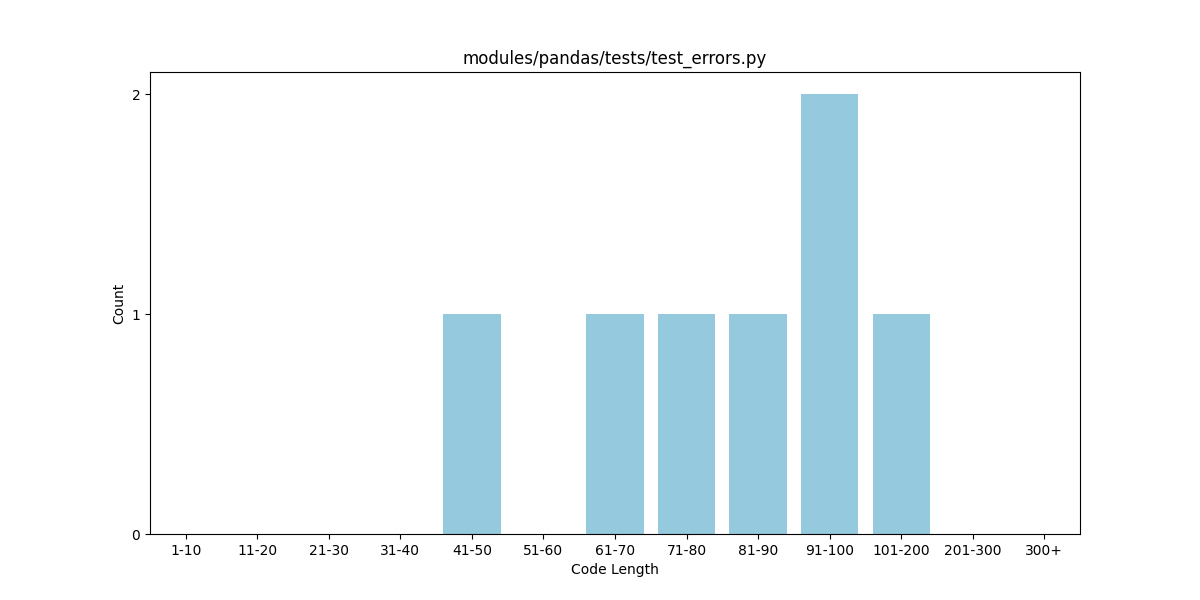 modules/pandas/tests/test_errors.py
2
1
0
Count
1-10 11-20 21-30 31-40 41-50 51-60 61-70 71-80 81-90 91-100 101-200 201-300 300+
Code Length